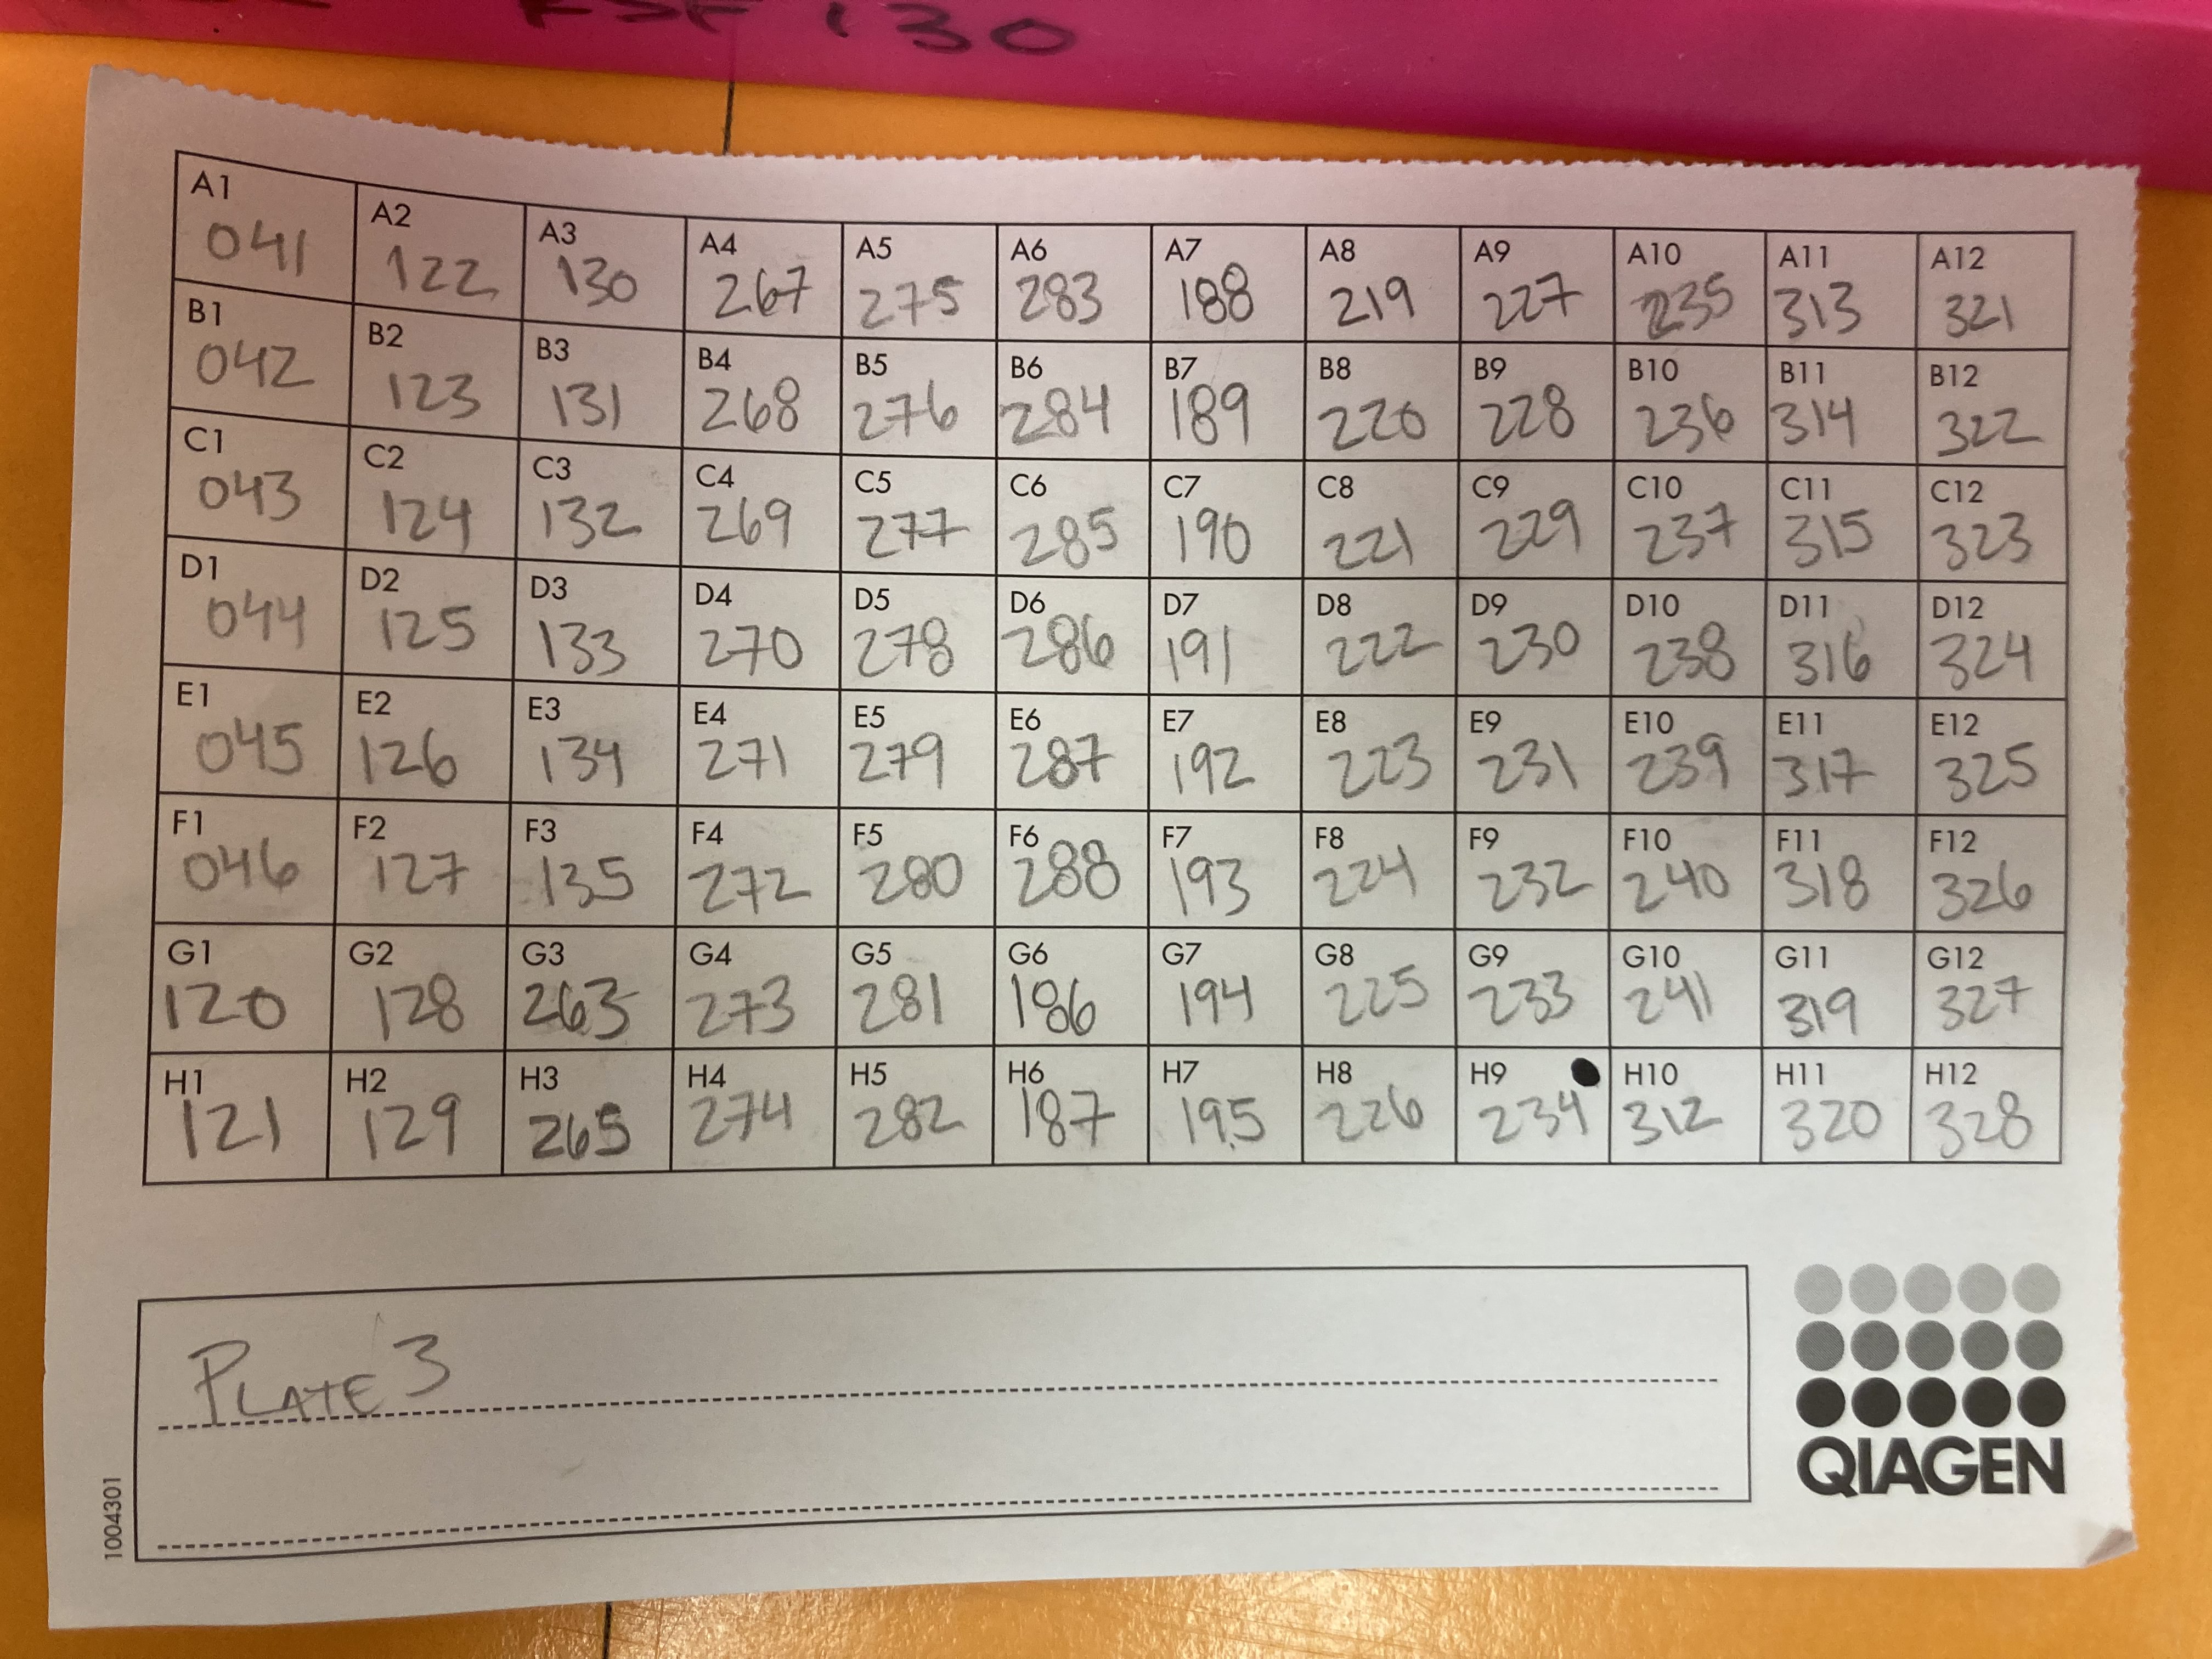 130
A1 A2 A3 A4 A5 A6 A7 A8 A9 A10 A11 A12
041 122 130 267 275 283 188 219 227 235 313 321
B1 B2 B3 B4 B5 B6 B7 B8 B9 B10 B11 B12
042 123 131 268 276 284 189 220 228 236 314 322
C1 C2 C3 C4 C5 C6 C7 C8 C9 C10 C11 C12
043 124 132 269 277 285 190 221 229 237 315 323
D1 D2 D3 D4 D5 D6 D7 D8 D9 D10 D11 D12
044 125 133 270 278 286 191 222 230 238 316 324
E1 E2 E3 E4 E5 E6 E7 E8 E9 E10 E11 E12
045 126 134 271 279 287 192 223 231 239 317 325
F1 F2 F3 F4 F5 F6 F7 F8 F9 F10 F11 F12
046 127 135 272 280 288 193 224 232 240 318 326
G1 G2 G3 G4 G5 G6 G7 G8 G9 G10 G11 G12
120 128 263 273 281 186 194 225 233 241 319 327
H1 H2 H3 H4 H5 H6 H7 H8 H9 H10 H11 H12
121 129 265 274 282 187 195 226 234 312 320 328
PLATE 3
QIAGEN
1004301